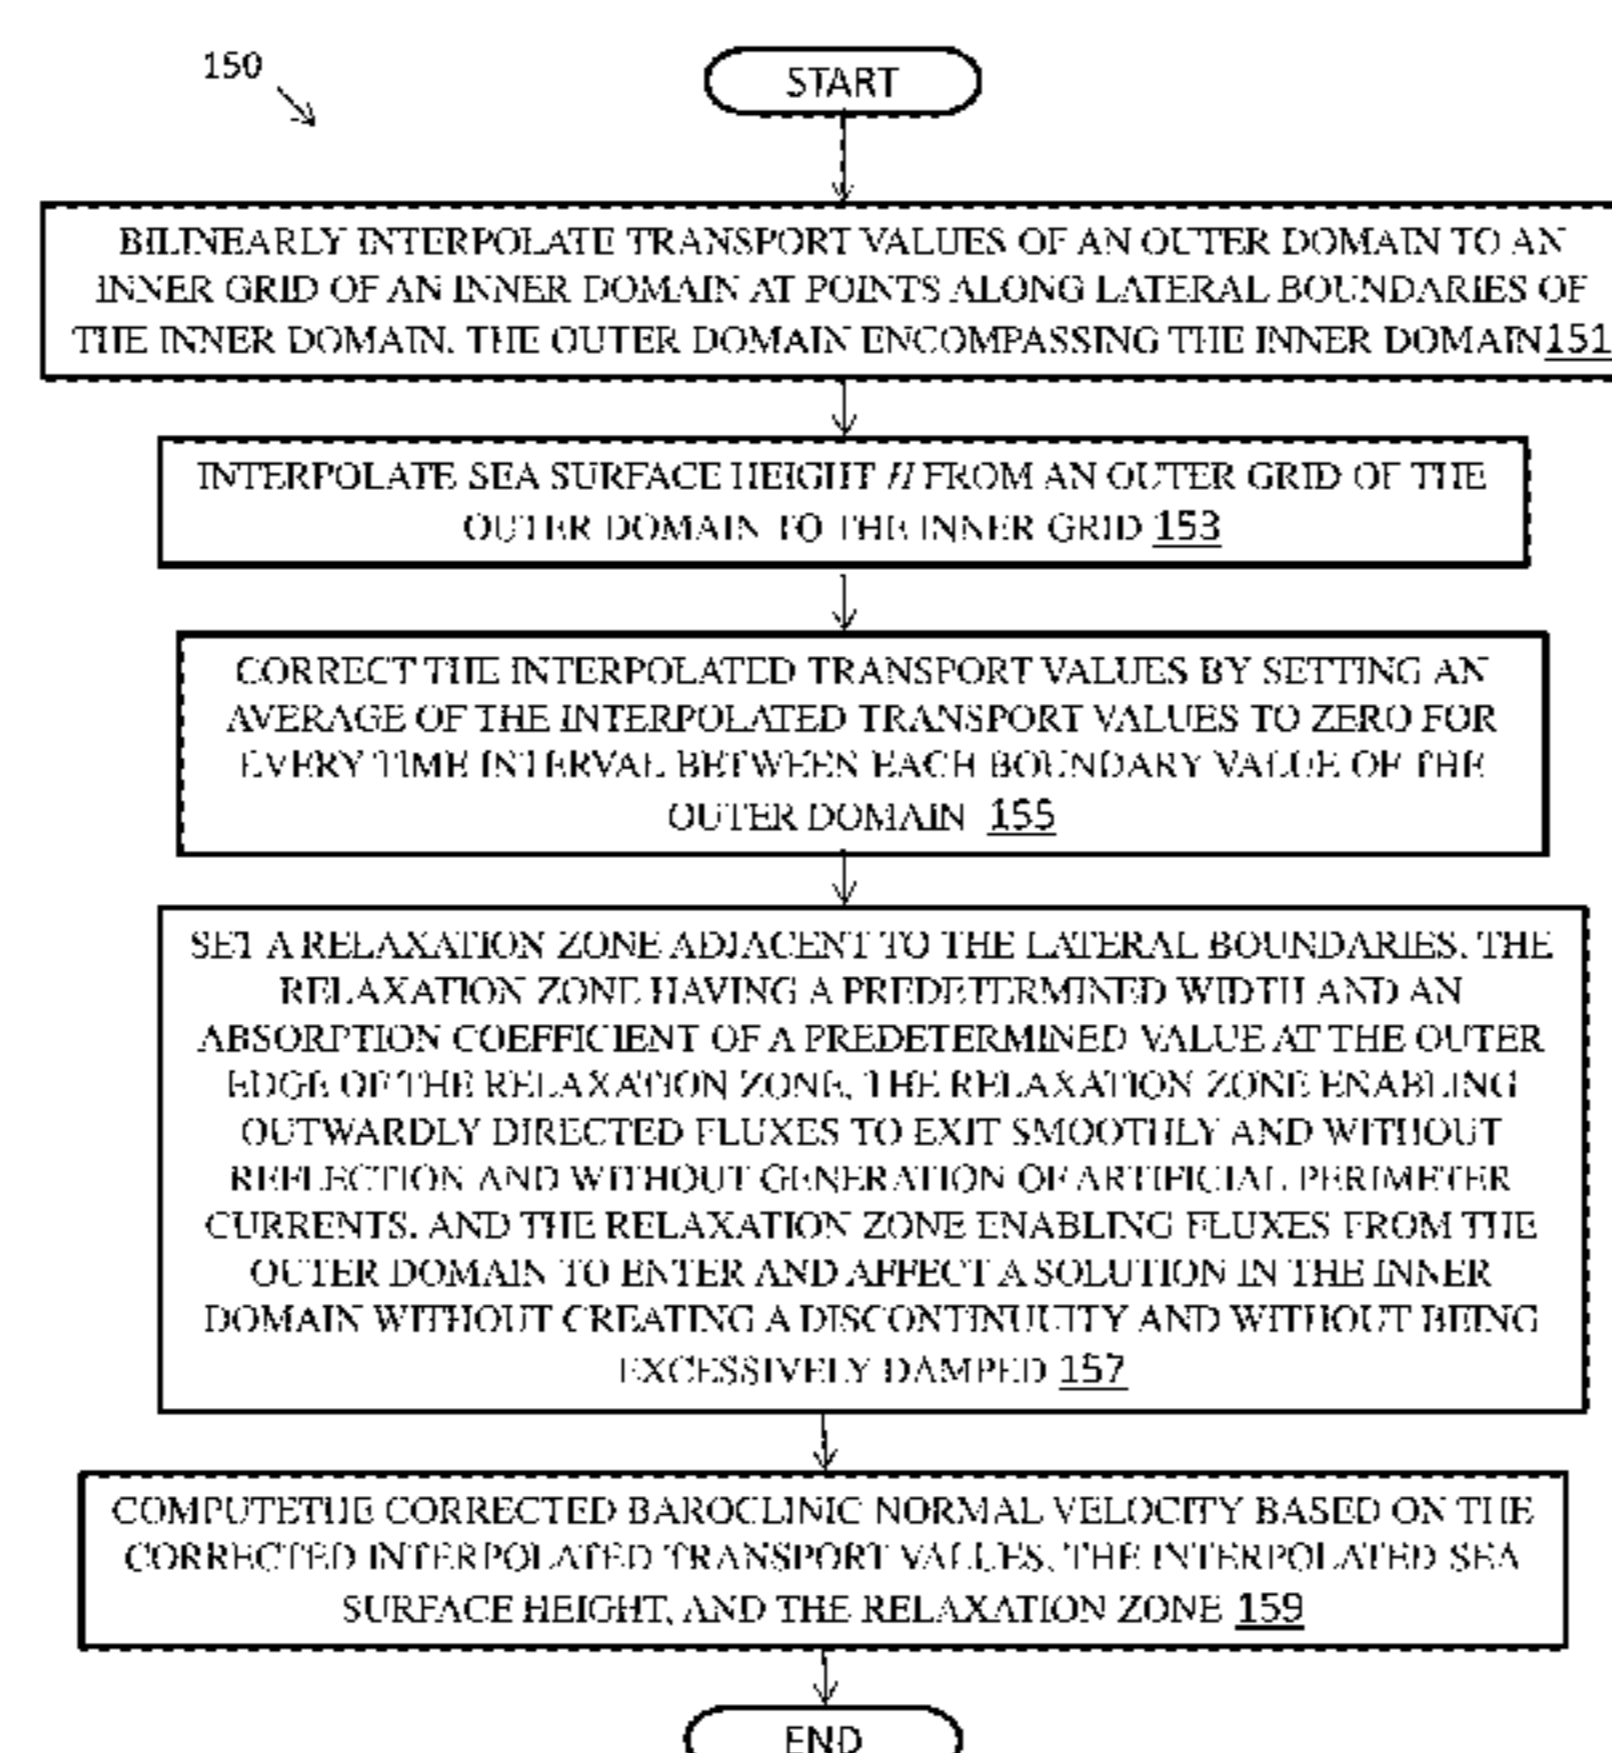 150
START
BILINEARLY INTERPOLATE TRANSPORT VALUES OF AN OUTER DOMAIN TO AN
INNER GRID OF AN INNER DOMAIN AT POINTS ALONG LATERAL BOUNDARIES OF
THE INNER DOMAIN. THE OUTER DOMAIN ENCOMPASSING THE INNER DOMAIN 151
INTERPOLATE SEA SURFACE HEIGHT H FROM AN OUTER GRID OF THE
OUTER DOMAIN TO THE INNER GRID 153
CORRECT THE INTERPOLATED TRANSPORT VALUES BY SETTING AN
AVERAGE OF THE INTERPOLATED TRANSPORT VALUES TO ZERO FOR
EVERY TIME INTERVAL BETWEEN EACH BOUNDARY VALUE OF THE
OUTER DOMAIN 155
SET A RELAXATION ZONE ADJACENT TO THE LATERAL BOUNDARIES. THE
RELAXATION ZONE HAVING A PREDETERMINED WIDTH AND AN
ABSORPTION COEFFICIENT OF A PREDETERMINED VALUE AT THE OUTER
EDGE OF THE RELAXATION ZONE, THE RELAXATION ZONE ENABLING
OUTWARDLY DIRECTED FLUXES TO EXIT SMOOTHLY AND WITHOUT
REFLECTION AND WITHOUT GENERATION OF ARTIFICIAL PERIMETER
CURRENTS. AND THE RELAXATION ZONE ENABLING FLUXES FROM THE
OUTER DOMAIN TO ENTER AND AFFECT A SOLUTION IN THE INNER
DOMAIN WITHOUT CREATING A DISCONTINUUITY AND WITHOUT BEING
EXCESSIVELY DAMPED 157
COMPUTETHE CORRECTED BAROCLINIC NORMAL VELOCITY BASED ON THE
CORRECTED INTERPOLATED TRANSPORT VALUES, THE INTERPOLATED SEA
SURFACE HEIGHT, AND THE RELAXATION ZONE 159
END